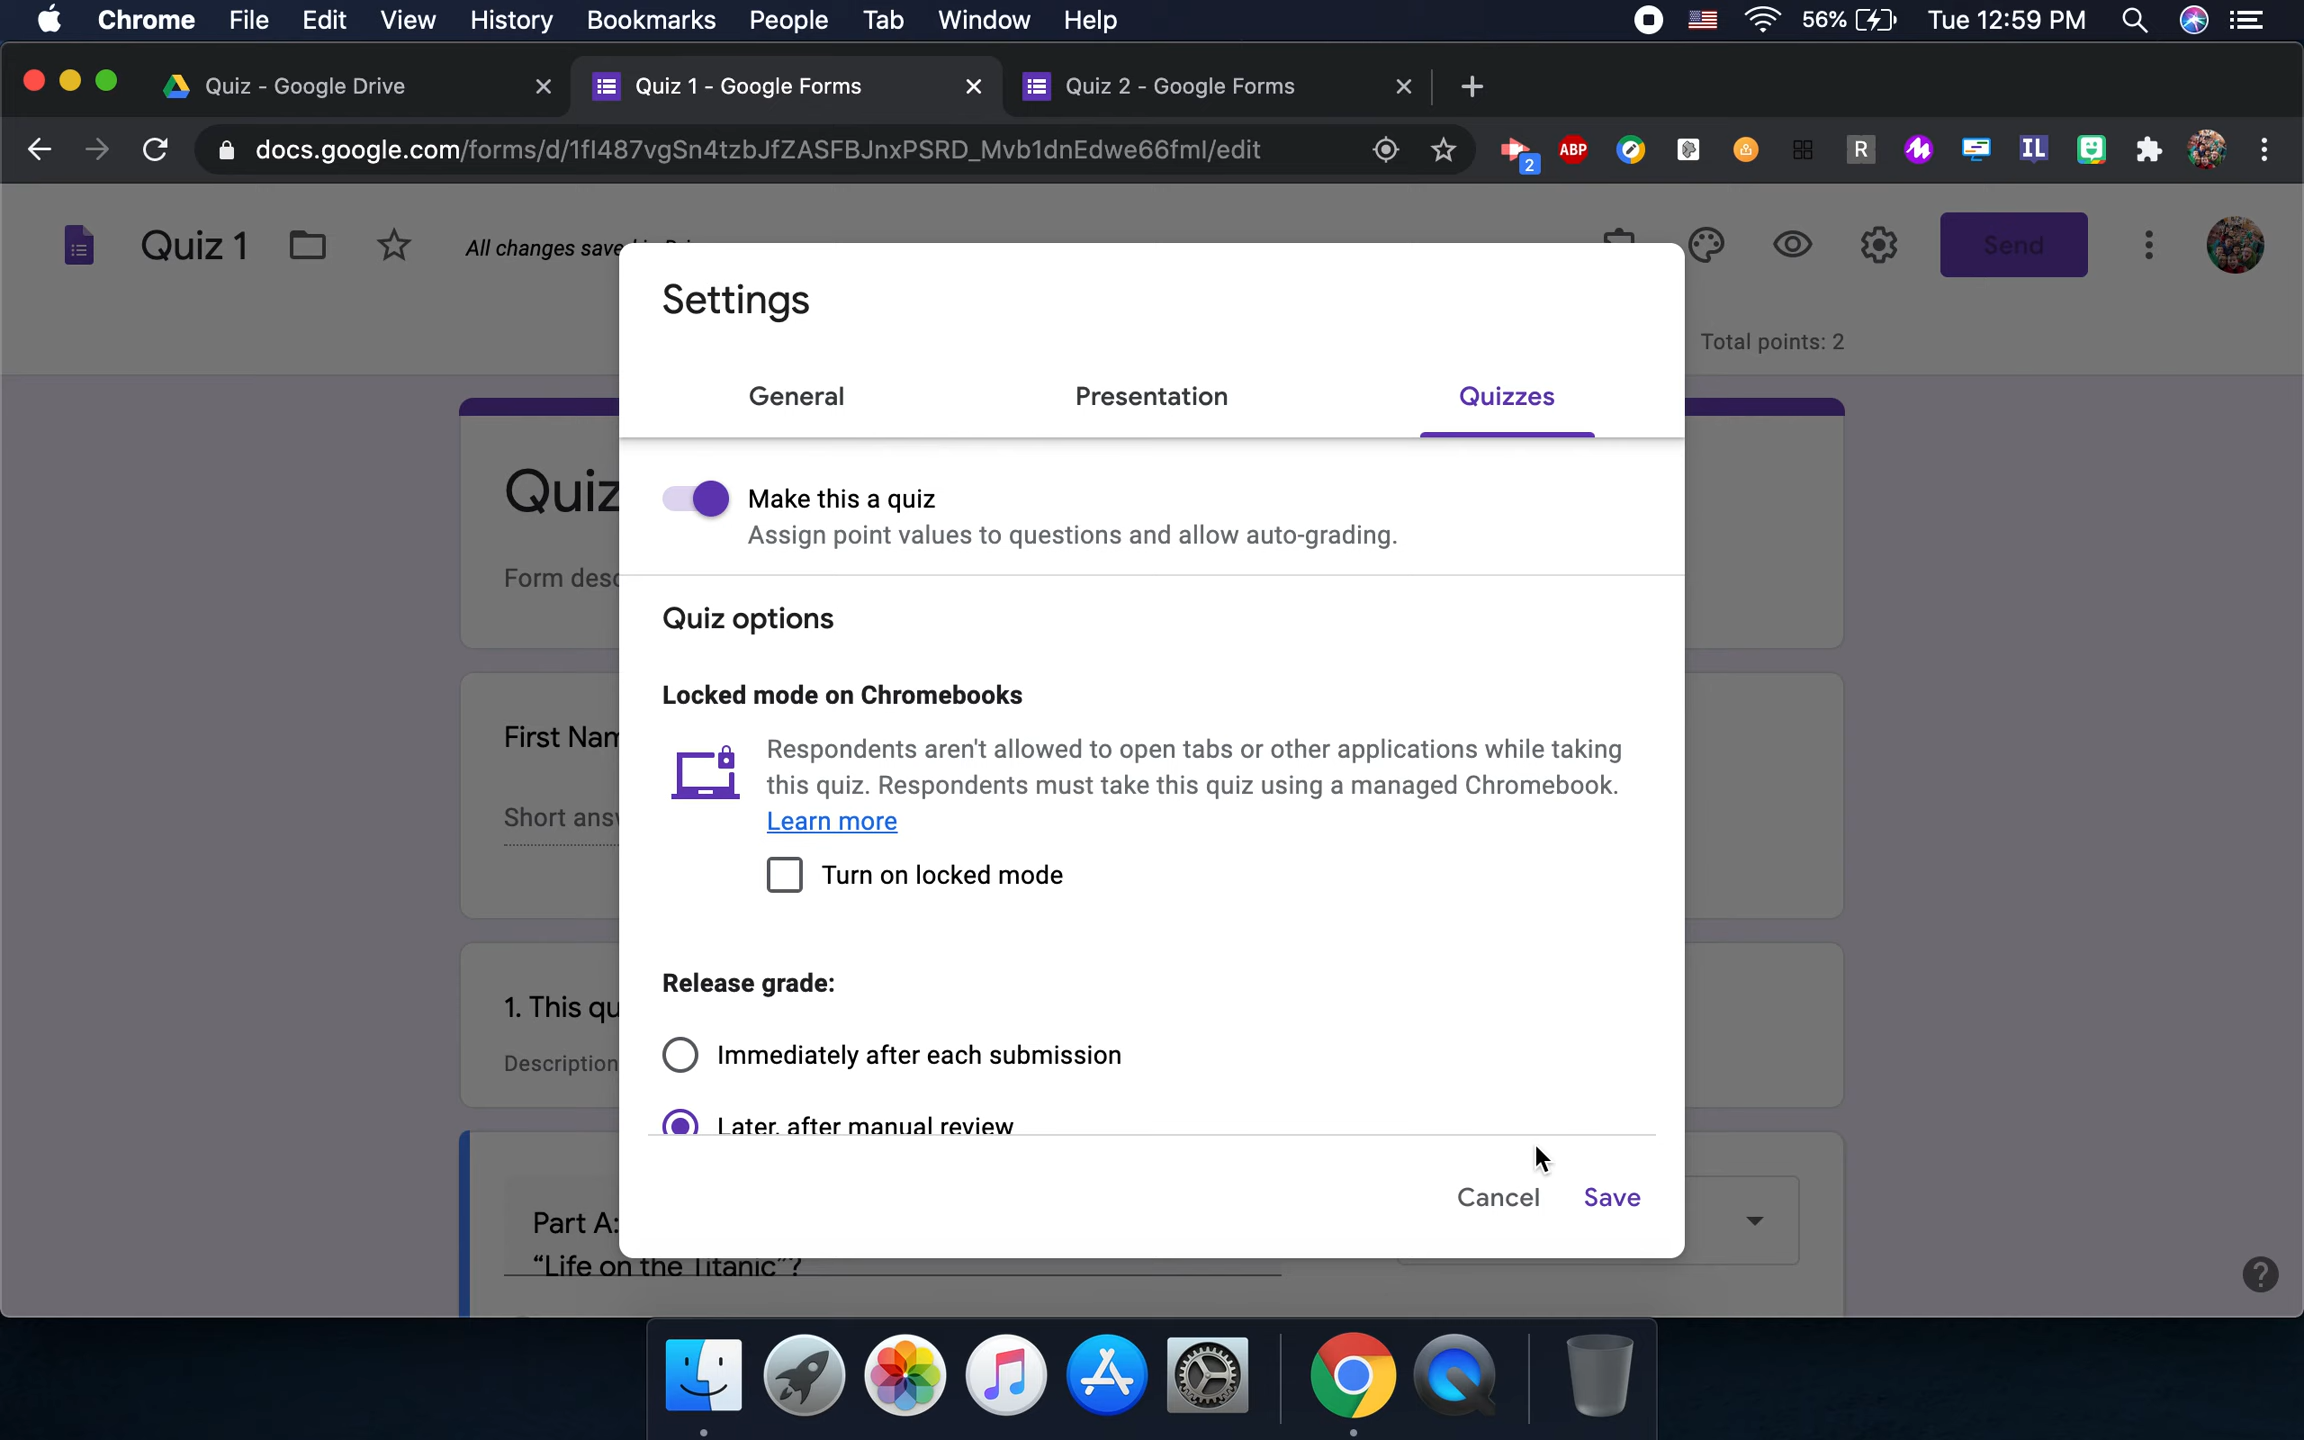 Chrome File Edit View History Bookmarks People Tab Window Help 56% Tue 12:59 PM
Quiz - Google Drive Quiz 1 - Google Forms Quiz 2 - Google Forms
docs.google.com/forms/d/1fI487vgSn4tzbJfZASFBJnxPSRD_Mvb1dnEdwe66fmI/edit 2 ABP R IL
Quiz 1 All changes save Send
Settings
Total points: 2
General Presentation Quizzes
Quiz
Make this a quiz
Assign point values to questions and allow auto-grading.
Form desc
Quiz options
Locked mode on Chromebooks
First Nam
Respondents aren't allowed to open tabs or other applications while taking
this quiz. Respondents must take this quiz using a managed Chromebook.
Short answ
Learn more
Turn on locked mode
Release grade:
1. This qu
Immediately after each submission
Description
Later, after manual review
Cancel Save
Part A:
“Life on the Titanic”?